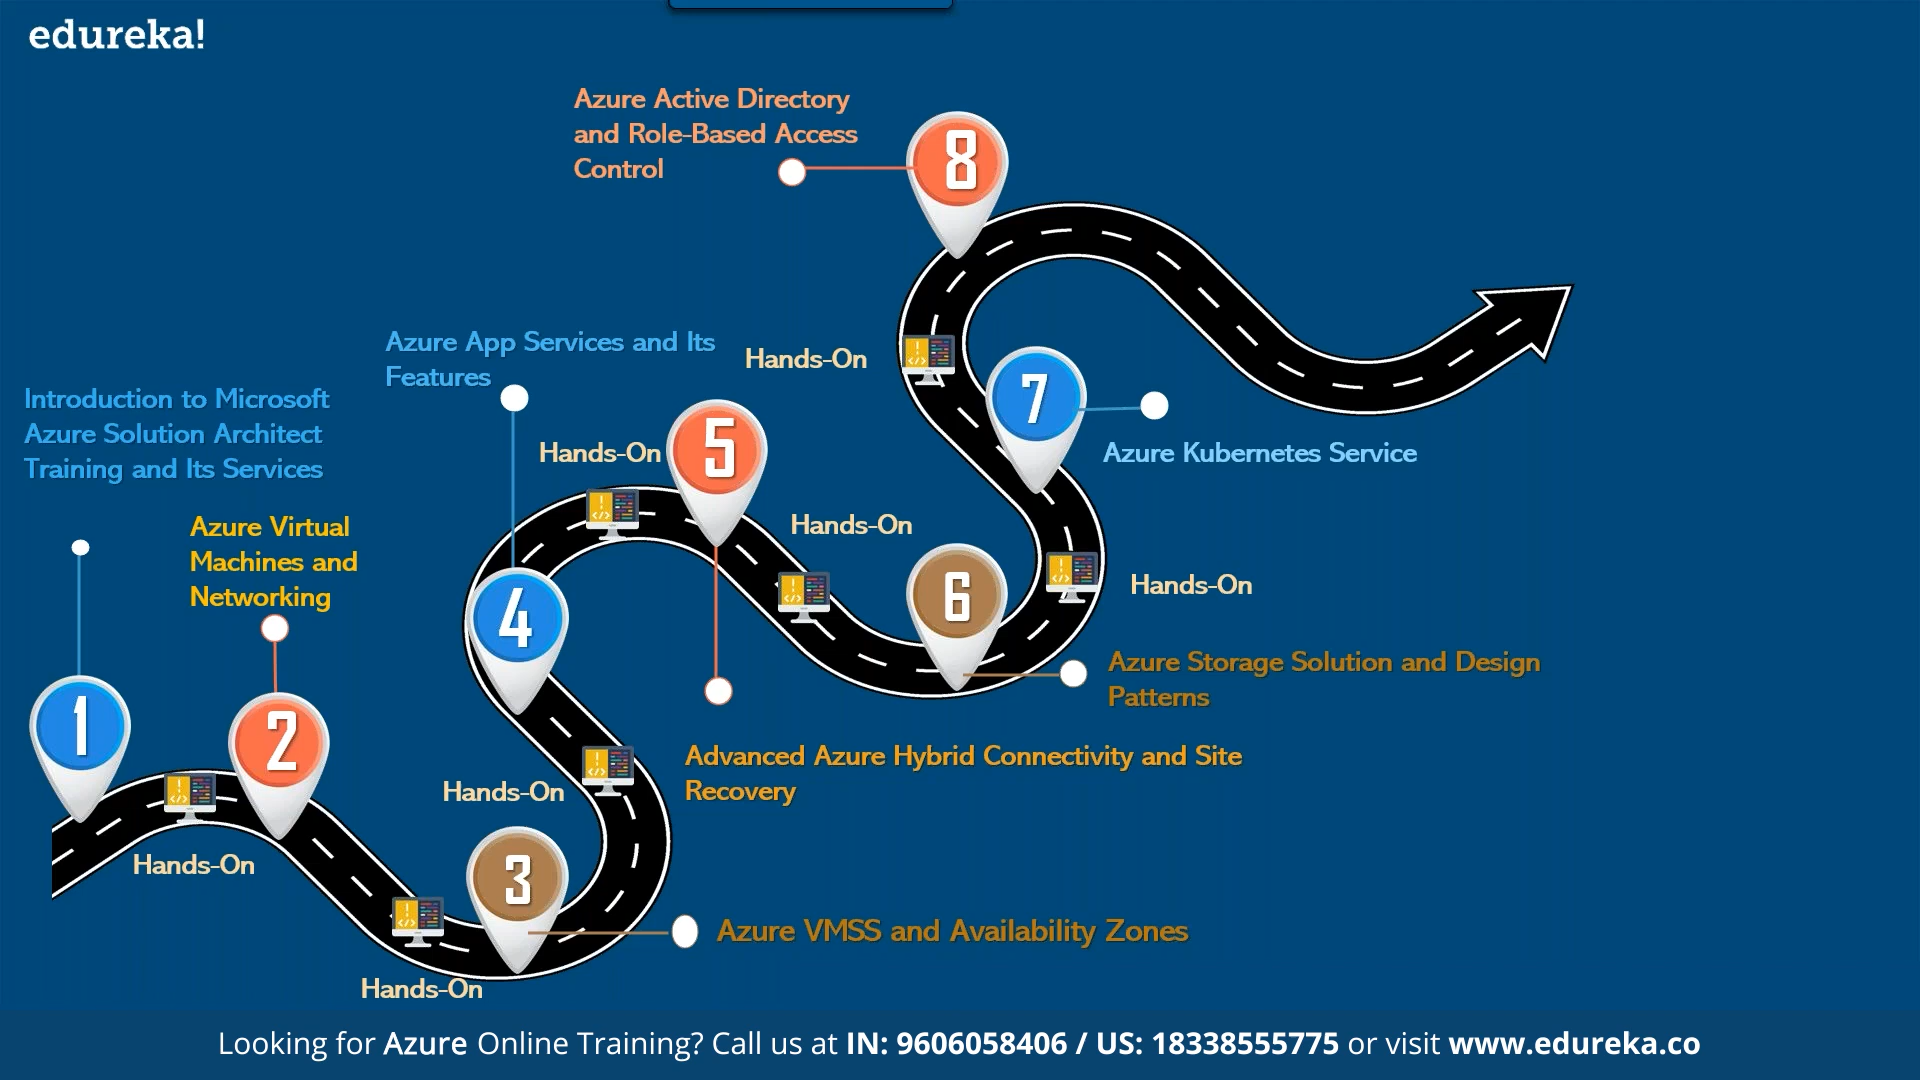 edureka!
Azure Active Directory
and Role-Based Access
Control
8
Azure App Services and Its
Features
Hands-On
7
Introduction to Microsoft
Azure Solution Architect
Training and Its Services
Hands-On
5
Azure Kubernetes Service
Azure Virtual
Machines and
Networking
Hands-On
6
Hands-On
4
Azure Storage Solution and Design
Patterns
1
2
Advanced Azure Hybrid Connectivity and Site
Recovery
Hands-On
Hands-On
3
Azure VMSS and Availability Zones
Hands-On
Looking for Azure Online Training? Call us at IN: 9606058406 / US: 18338555775 or visit www.edureka.co